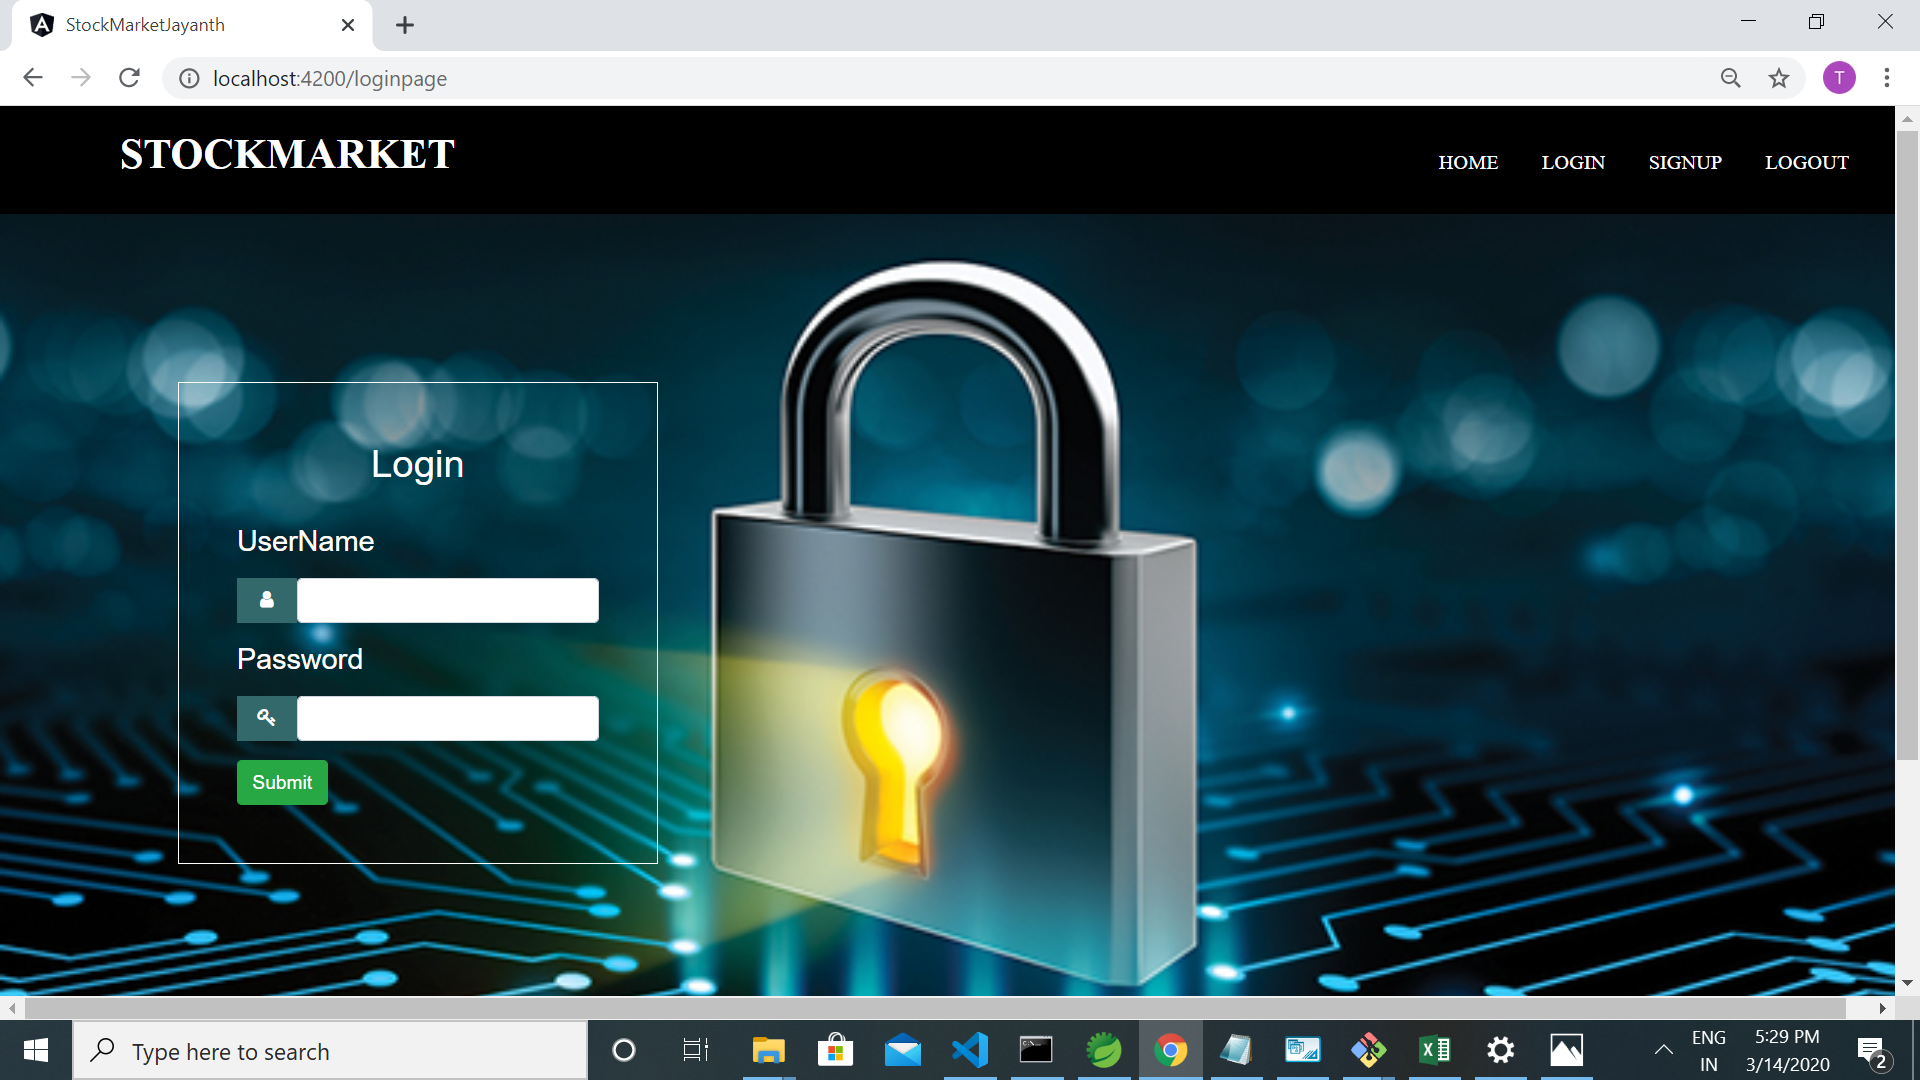 StockMarketJayanth
localhost:4200/loginpage
T
STOCKMARKET
HOME LOGIN SIGNUP LOGOUT
Login
UserName
Password
Submit
Type here to search
ENG
IN
5:29 PM
3/14/2020
2